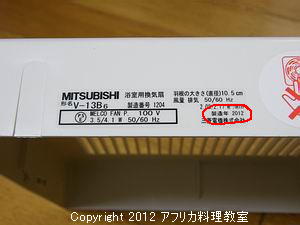 MITSUBISHI 浴室用換気扇
形名 V-13B6 製造番号 1204
MELCO FAN P. 100 V
3.5/4.1 W 50/60 Hz
羽根の大きさ(直径)10.5cm
風量 排気 50/60 Hz
製造年 2012
三菱電機株式会社
Copyright 2012 アフリカ料理教室